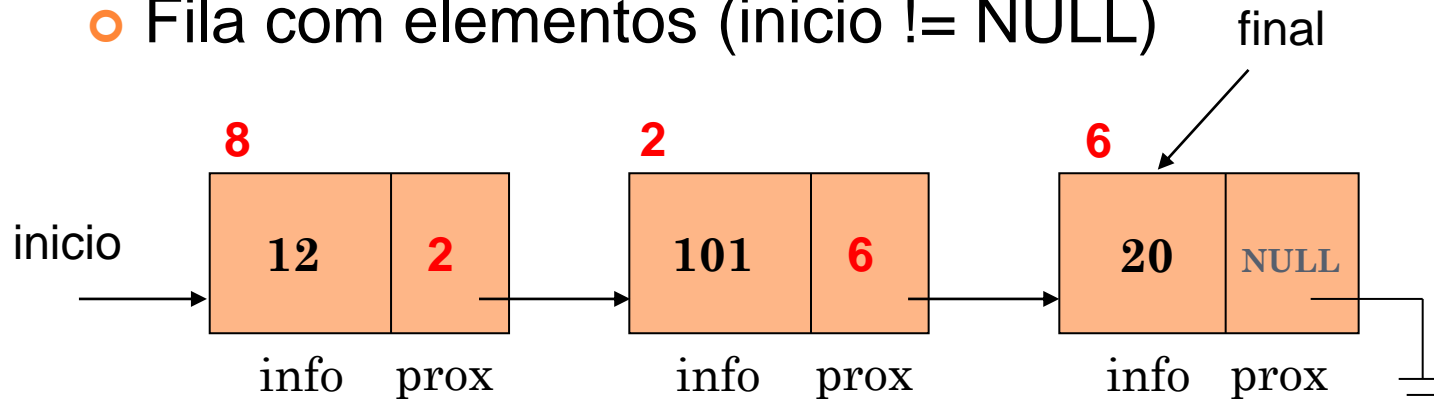 Fila com elementos (inicio != NULL)
final
8 2 6
inicio 12 2 101 6 20 NULL
info prox info prox info prox